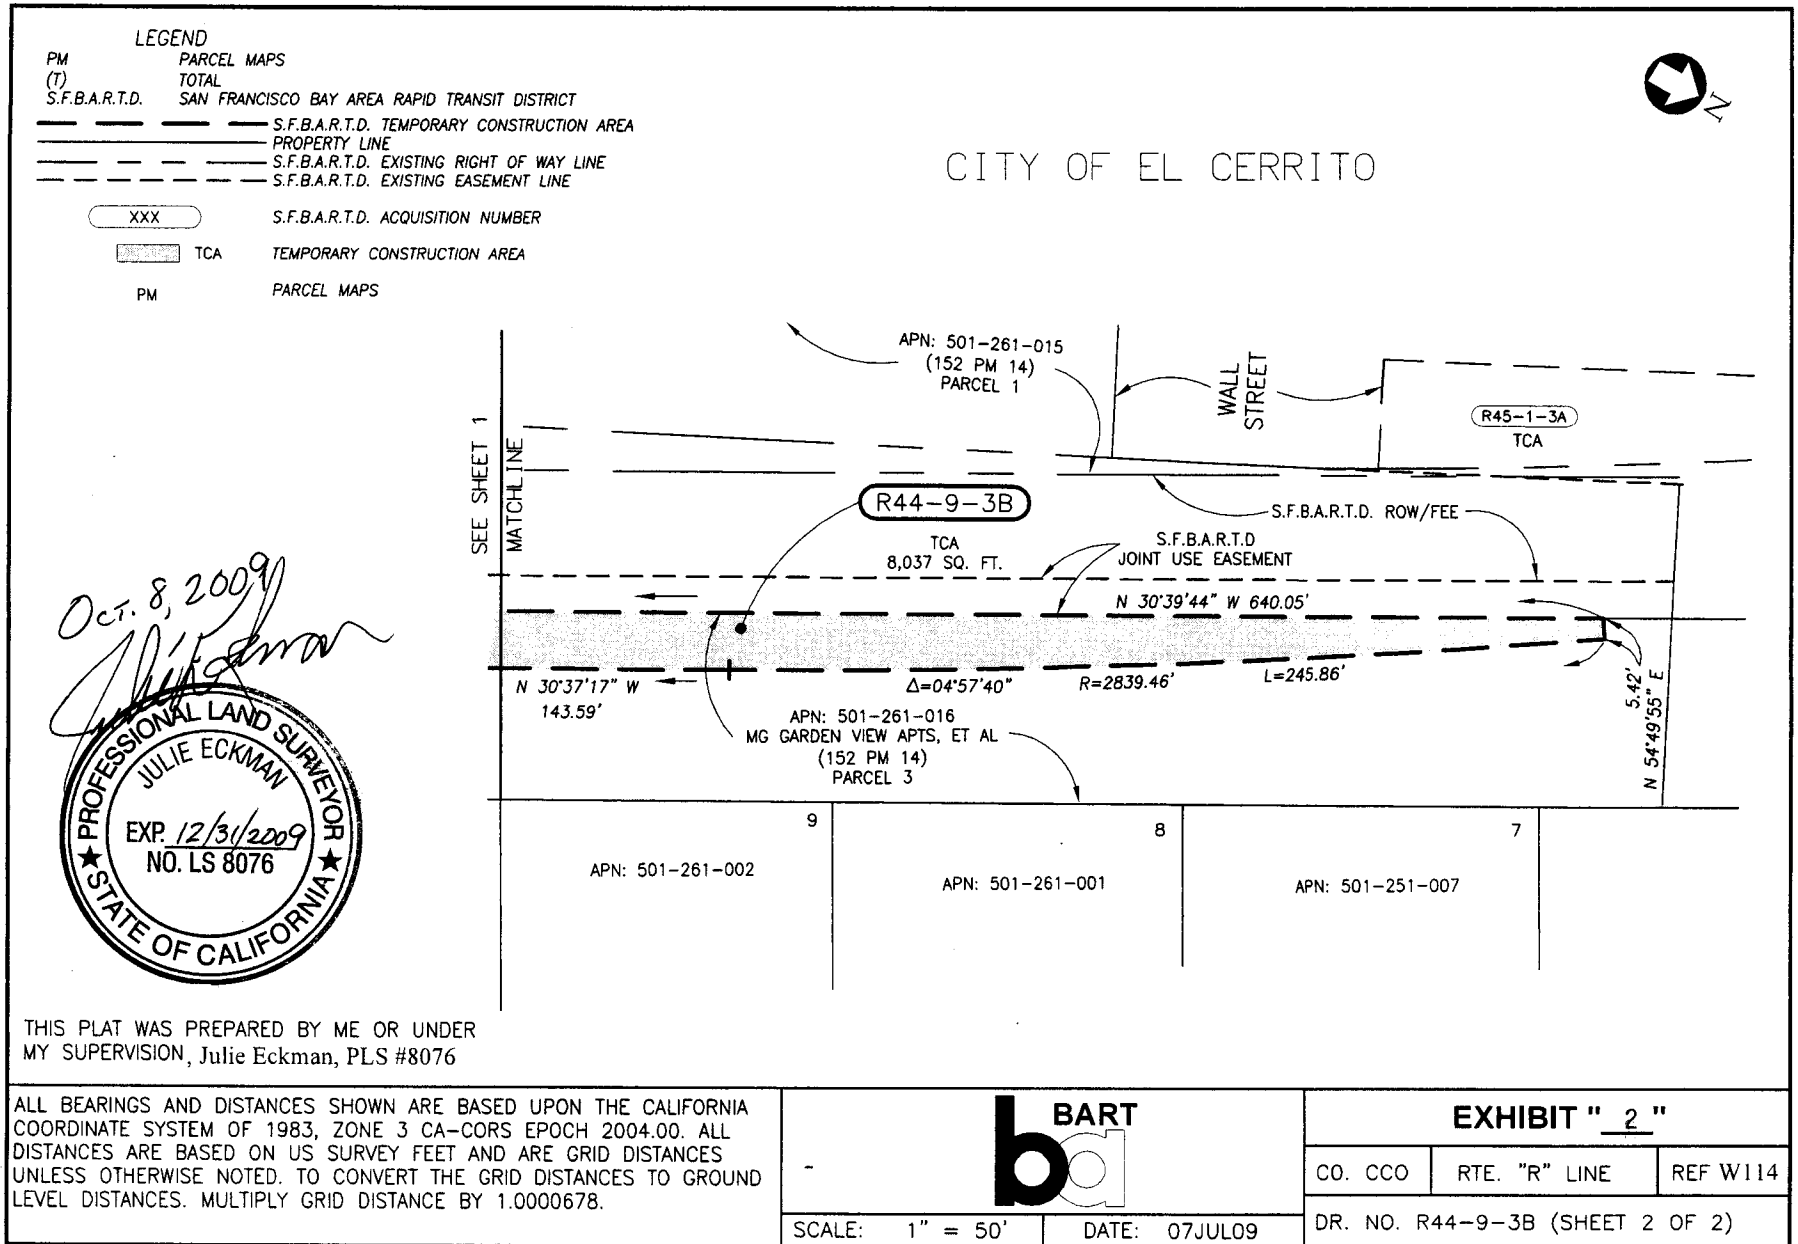 LEGEND
PM PARCEL MAPS
(T) TOTAL
S.F.B.A.R.T.D. SAN FRANCISCO BAY AREA RAPID TRANSIT DISTRICT
S.F.B.A.R.T.D. TEMPORARY CONSTRUCTION AREA
PROPERTY LINE
S.F.B.A.R.T.D. EXISTING RIGHT OF WAY LINE
S.F.B.A.R.T.D. EXISTING EASEMENT LINE
XXX S.F.B.A.R.T.D. ACQUISITION NUMBER
TCA TEMPORARY CONSTRUCTION AREA
PM PARCEL MAPS
N
CITY OF EL CERRITO
APN: 501-261-015
(152 PM 14)
PARCEL 1
WALL
STREET
R45-1-3A
TCA
SEE SHEET 1
MATCHLINE
R44-9-3B
TCA
8,037 SQ. FT.
S.F.B.A.R.T.D. ROW/FEE
S.F.B.A.R.T.D
JOINT USE EASEMENT
N 30°39'44" W 640.05'
N 30°37'17" W
143.59'
Δ=04°57'40"
R=2839.46'
L=245.86'
5.42'
N 54°49'55" E
APN: 501-261-016
MG GARDEN VIEW APTS, ET AL
(152 PM 14)
PARCEL 3
9
8
7
APN: 501-261-002
APN: 501-261-001
APN: 501-251-007
Oct. 8, 2009
PROFESSIONAL LAND SURVEYOR
JULIE ECKMAN
EXP. 12/31/2009
NO. LS 8076
★ STATE OF CALIFORNIA ★
THIS PLAT WAS PREPARED BY ME OR UNDER
MY SUPERVISION, Julie Eckman, PLS #8076
ALL BEARINGS AND DISTANCES SHOWN ARE BASED UPON THE CALIFORNIA
COORDINATE SYSTEM OF 1983, ZONE 3 CA-CORS EPOCH 2004.00. ALL
DISTANCES ARE BASED ON US SURVEY FEET AND ARE GRID DISTANCES
UNLESS OTHERWISE NOTED. TO CONVERT THE GRID DISTANCES TO GROUND
LEVEL DISTANCES. MULTIPLY GRID DISTANCE BY 1.0000678.
BART
ba
SCALE: 1" = 50'
DATE: 07JUL09
EXHIBIT " 2 "
CO. CCO
RTE. "R" LINE
REF W114
DR. NO. R44-9-3B (SHEET 2 OF 2)